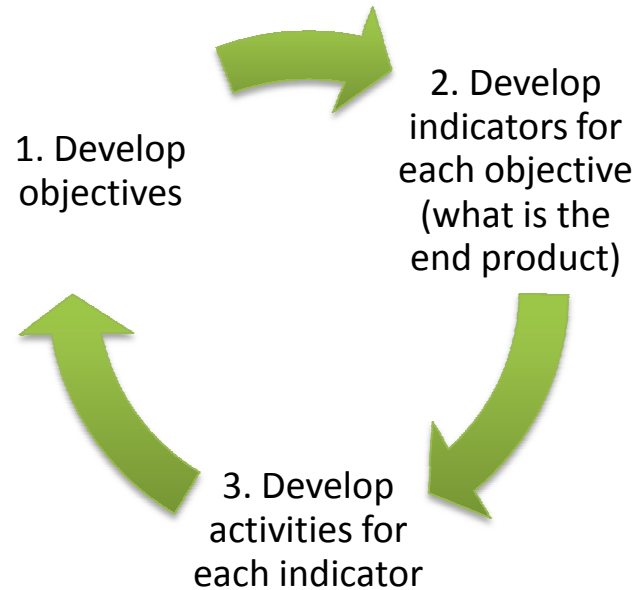 1. Develop
objectives
2. Develop
indicators for
each objective
(what is the
end product)
3. Develop
activities for
each indicator